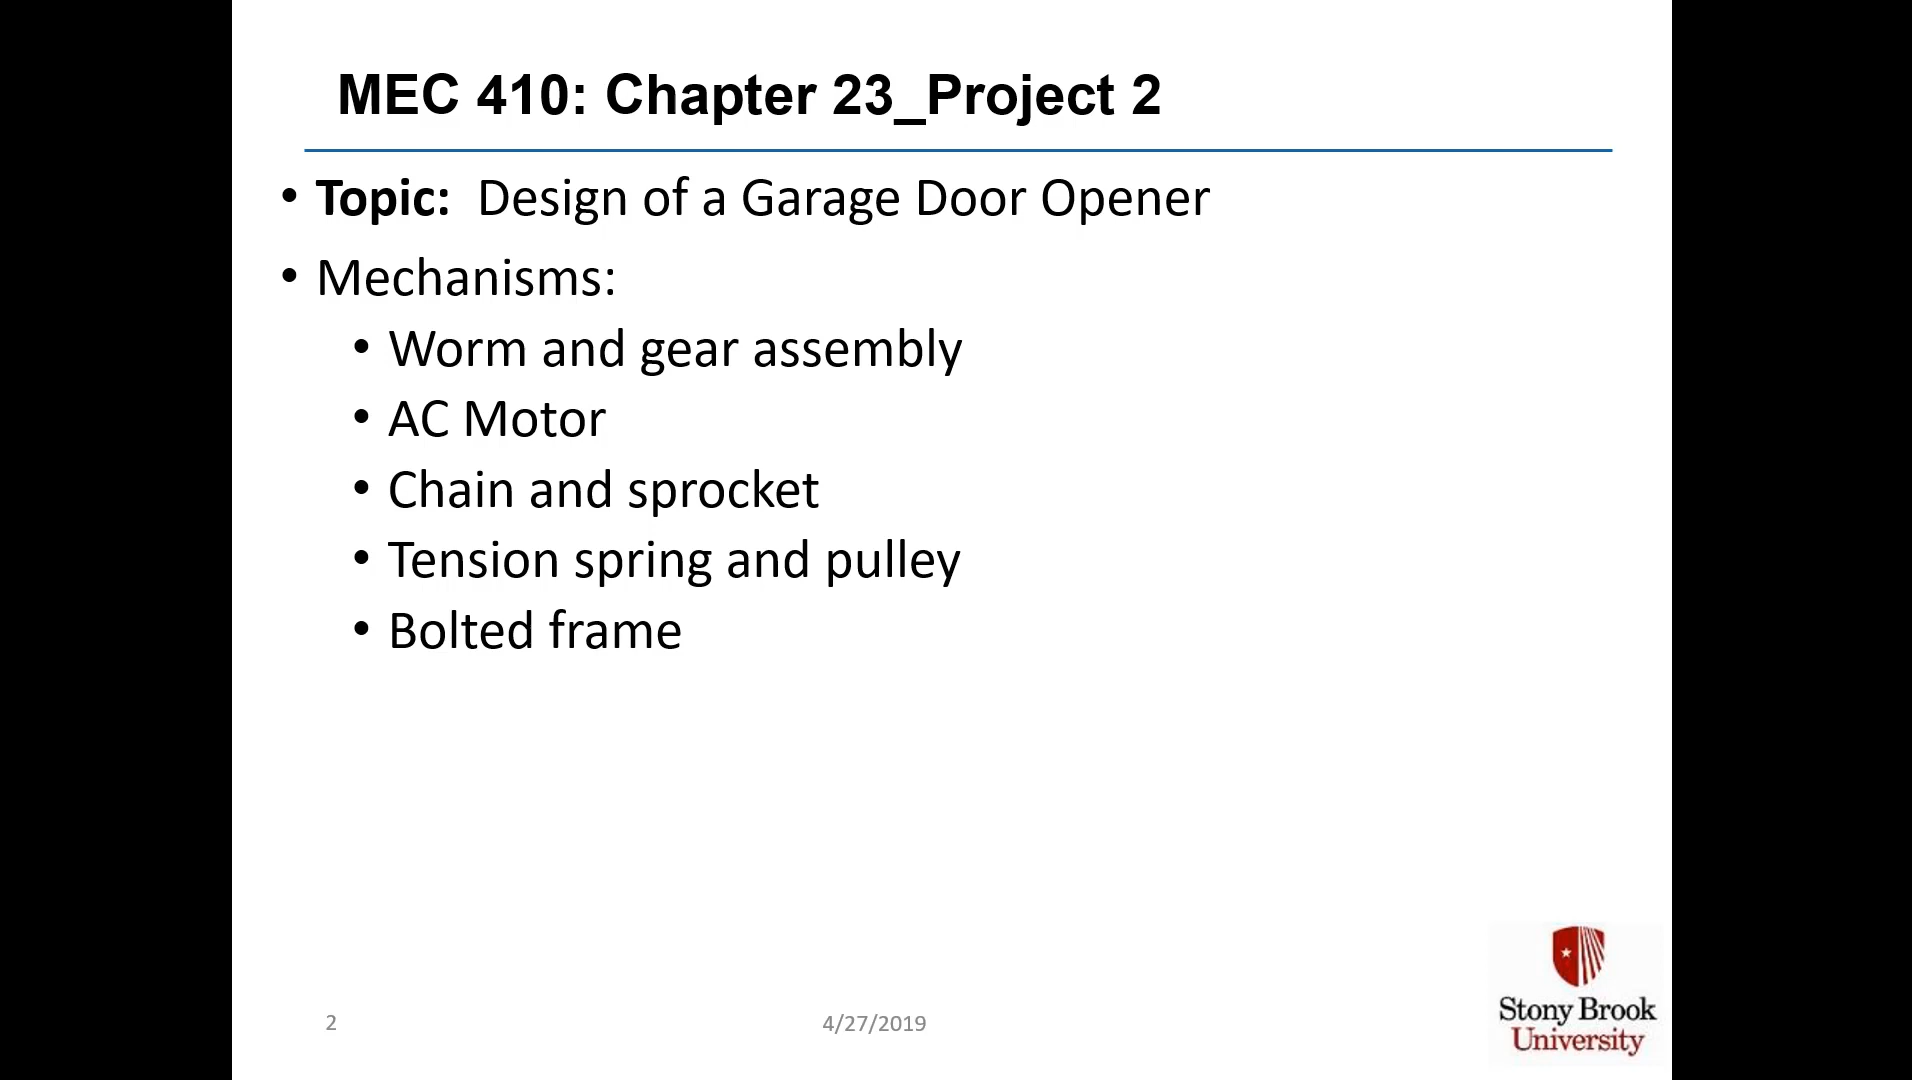 MEC 410: Chapter 23_Project 2
• Topic: Design of a Garage Door Opener
• Mechanisms:
• Worm and gear assembly
• AC Motor
• Chain and sprocket
• Tension spring and pulley
• Bolted frame
2
4/27/2019
Stony Brook
University